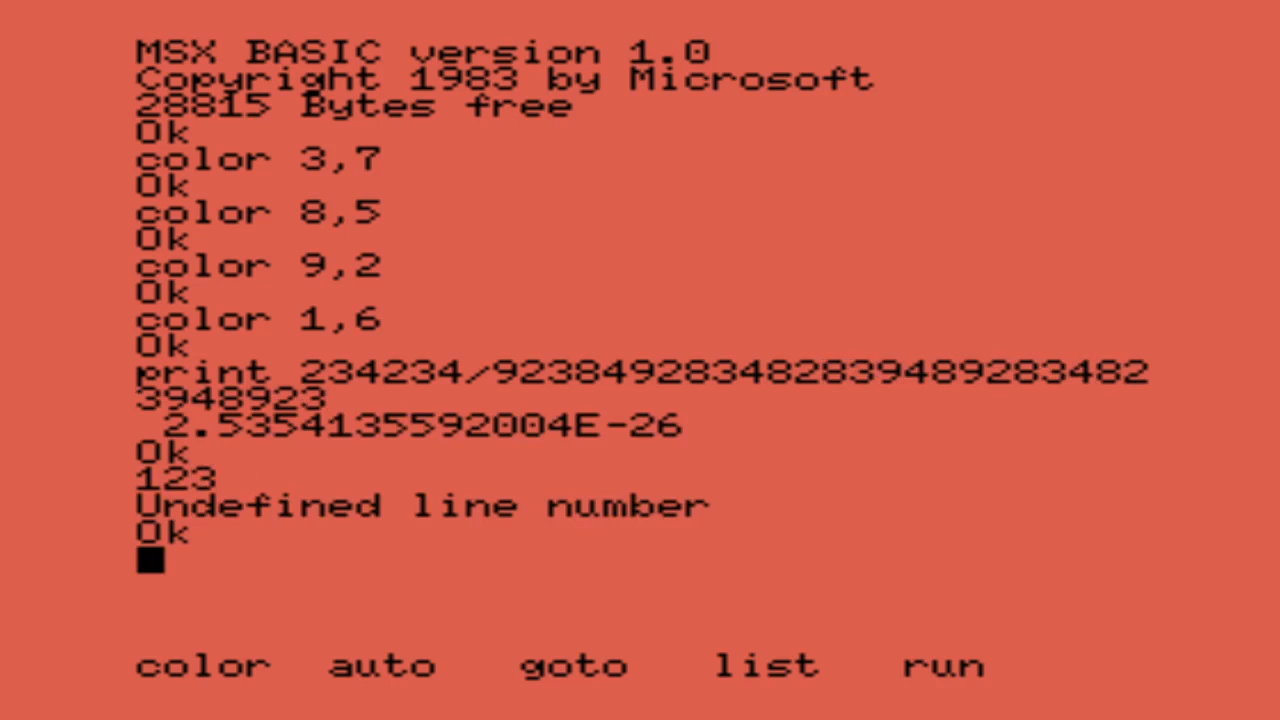 MSX BASIC version 1.0
Copyright 1983 by Microsoft
28815 Bytes free
Ok
color 3,7
Ok
color 8,5
Ok
color 9,2
Ok
color 1,6
Ok
print 234234/92384928348283948928​3482
3948923
2.5354135592004E-26
Ok
123
Undefined line number
Ok
color auto goto list run